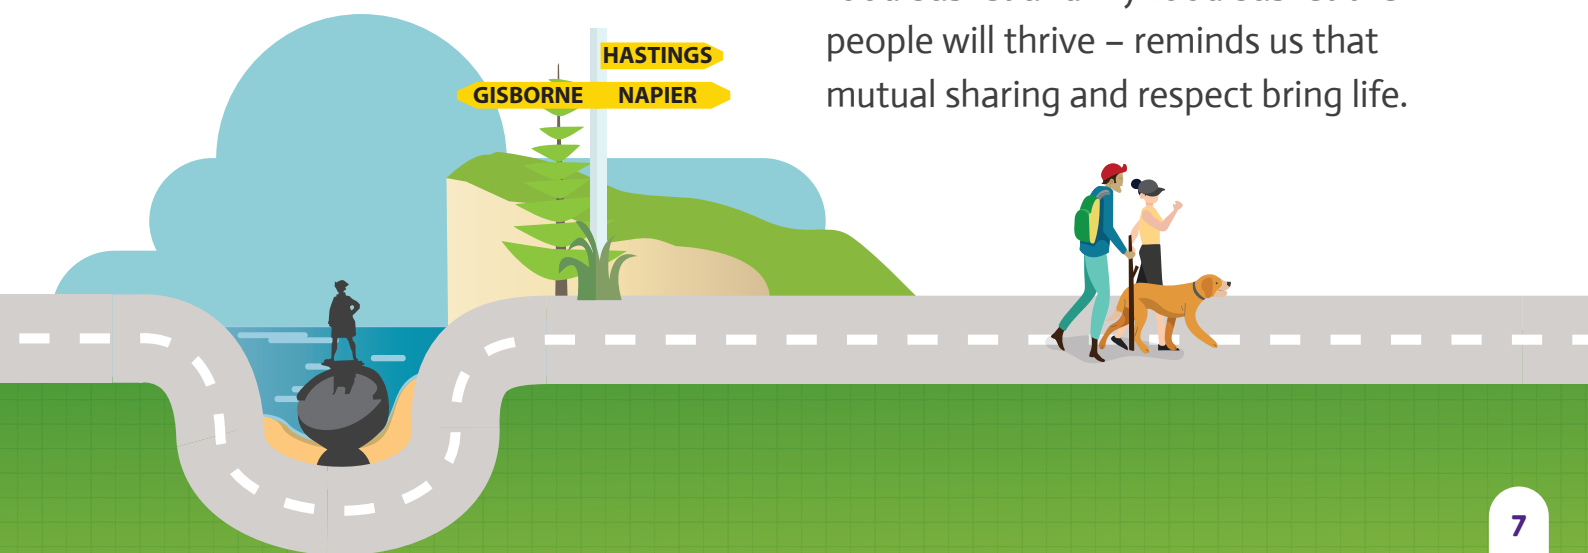 people will thrive – reminds us that
mutual sharing and respect bring life.
HASTINGS
GISBORNE NAPIER
7